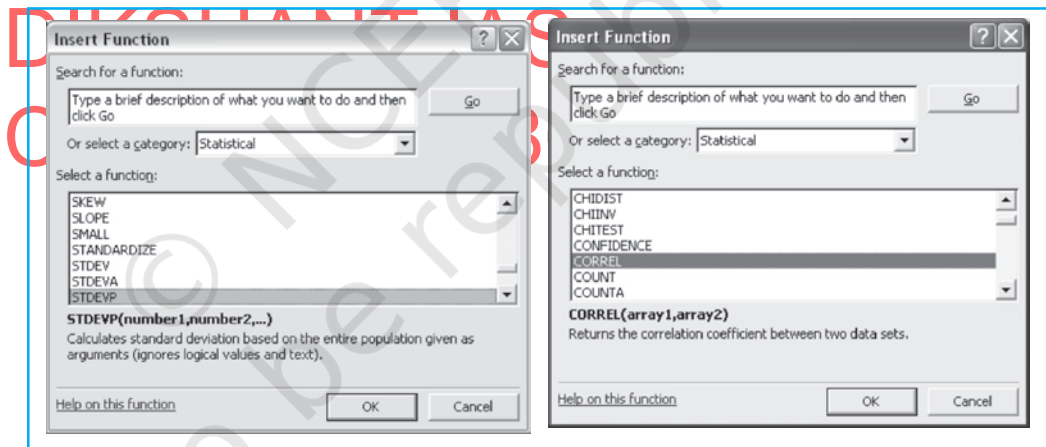 DIKSHANT IAS
Insert Function
Search for a function:
Type a brief description of what you want to do and then
click Go
Go
Or select a category: Statistical
Select a function:
SKEW
SLOPE
SMALL
STANDARDIZE
STDEV
STDEVA
STDEVP
STDEVP(number1,number2,...)
Calculates standard deviation based on the entire population given as
arguments (ignores logical values and text).
Help on this function
OK
Cancel
Insert Function
Search for a function:
Type a brief description of what you want to do and then
click Go
Go
Or select a category: Statistical
Select a function:
CHIDIST
CHIINV
CHITEST
CONFIDENCE
CORREL
COUNT
COUNTA
CORREL(array1,array2)
Returns the correlation coefficient between two data sets.
Help on this function
OK
Cancel
©
be